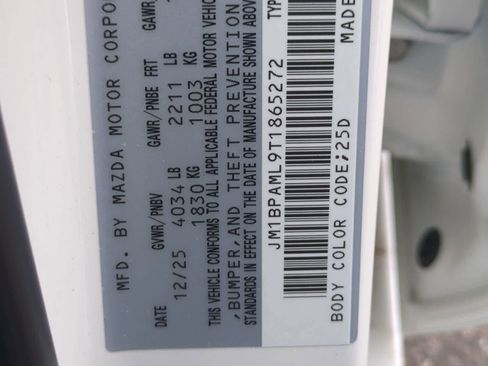 MFD. BY MAZDA MOTOR CORPO
GVWR/PNBV GAWR/PNBE FRT GAWR/
DATE 4034 LB 2211 LB
12/25 1830 KG 1003 KG
THIS VEHICLE CONFORMS TO ALL APPLICABLE FEDERAL MOTOR VEHIC
,BUMPER,AND THEFT PREVENTION
STANDARDS IN EFFECT ON THE DATE OF MANUFACTURE SHOWN ABOV
JM1BPAML9T1865272 TYP
BODY COLOR CODE;25D MADE